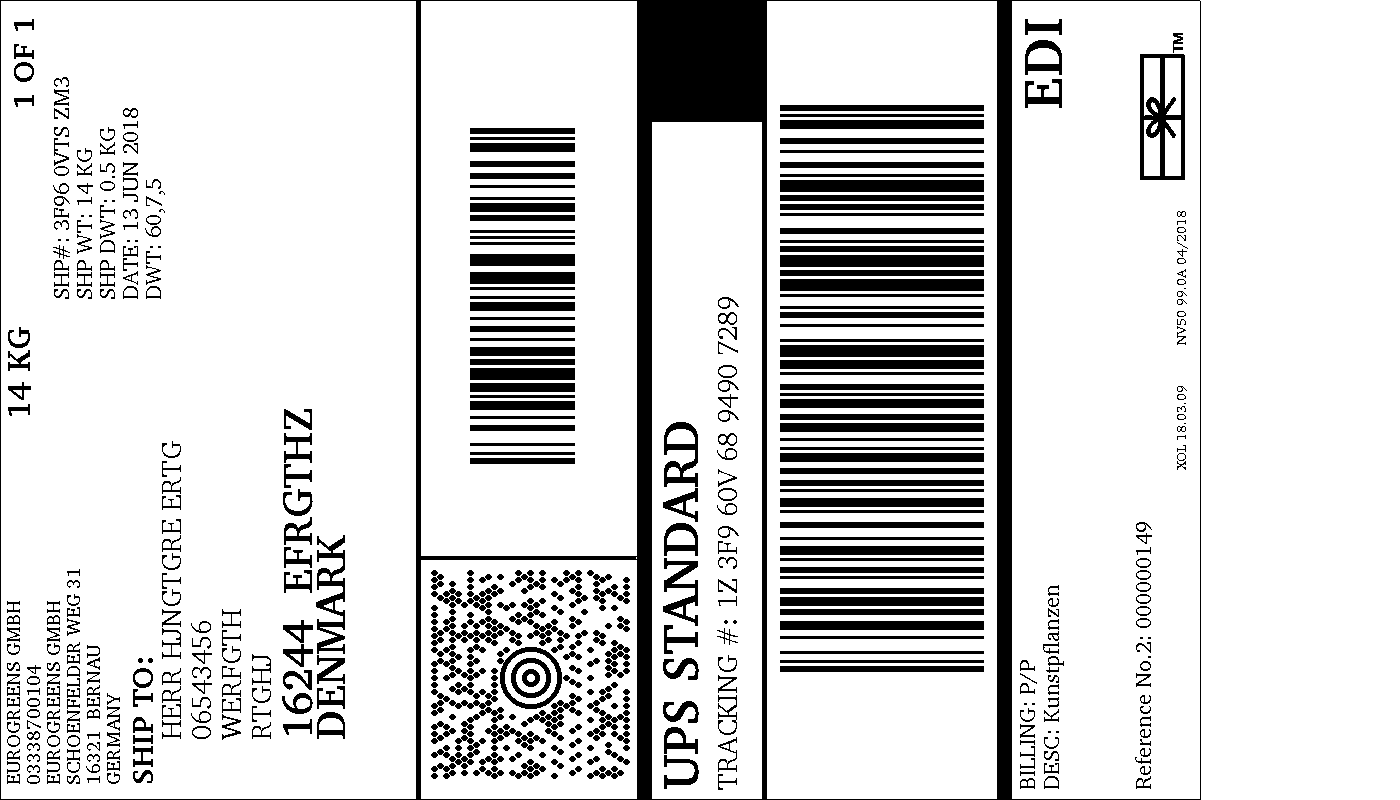 EUROGREENS GMBH
03338700104
EUROGREENS GMBH
SCHOENFELDER WEG 31
16321 BERNAU
GERMANY
14 KG
1 OF 1
SHP#: 3F96 0VTS ZM3
SHP WT: 14 KG
SHP DWT: 0.5 KG
DATE: 13 JUN 2018
DWT: 60,7,5
SHIP TO:
HERR HJNGTGRE ERTG
06543456
WERFGTH
RTGHJ
16244 EFRGTHZ
DENMARK
UPS STANDARD
TRACKING #: 1Z 3F9 60V 68 9490 7289
BILLING: P/P
DESC: Kunstpflanzen
EDI
Reference No.2: 0000000149
XOL 18.03.09 NV50 99.0A 04/2018
TM